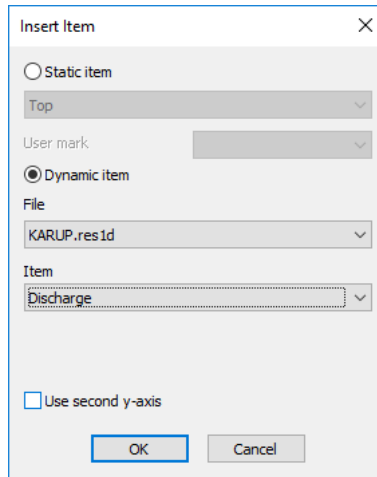 Insert Item
Static item
Top
User mark
Dynamic item
File
KARUP.res1d
Item
Discharge
Use second y-axis
OK Cancel